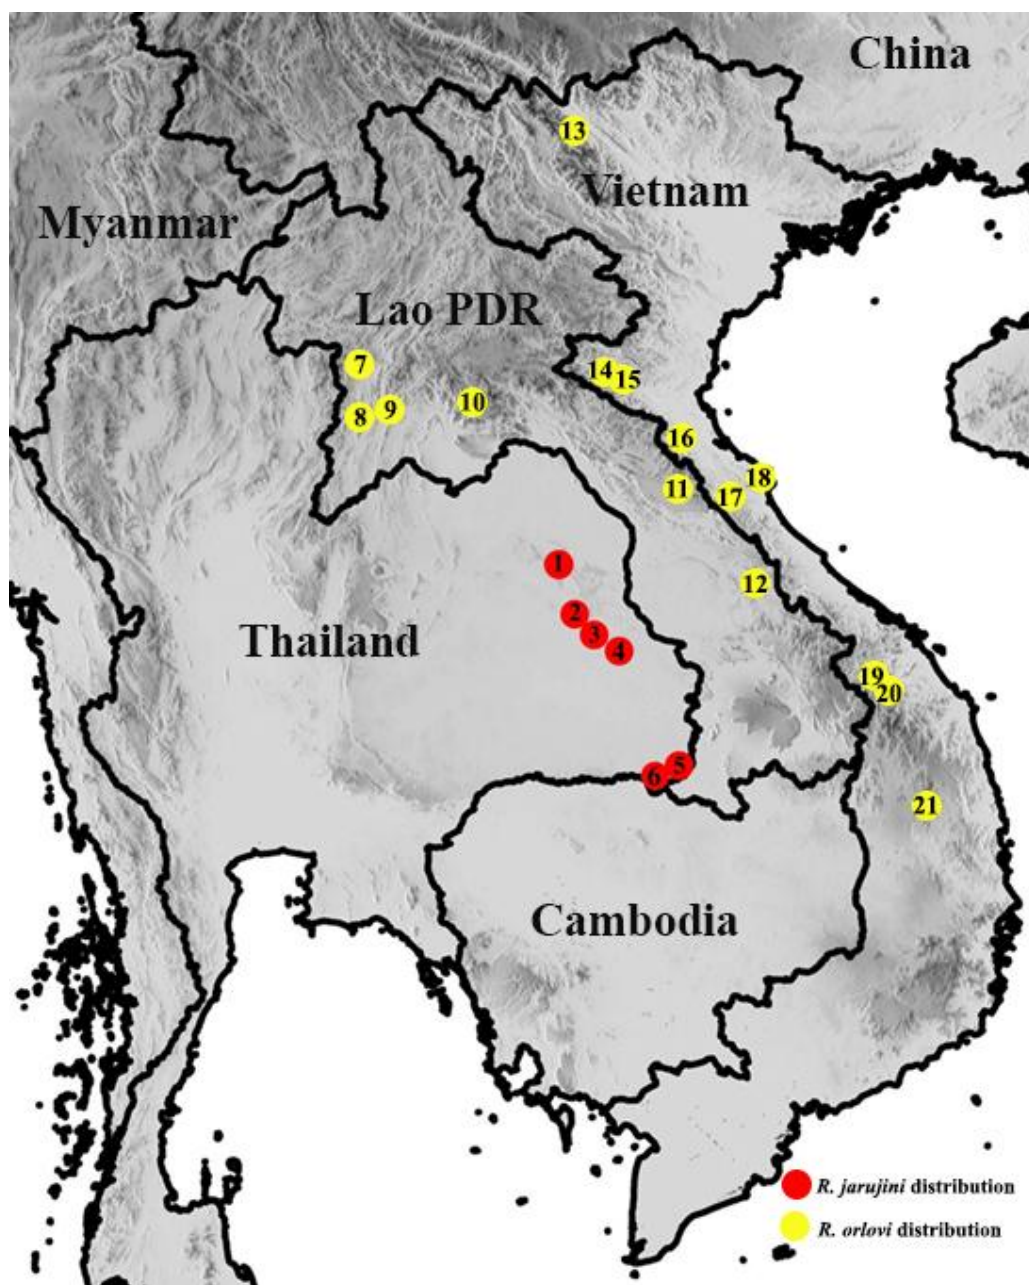 China
13
Vietnam
Myanmar
Lao PDR
7
14
15
8
9
10
16
18
11
17
1
12
2
3
4
Thailand
19
20
5
6
21
Cambodia
R. jarujini distribution
R. orlovi distribution